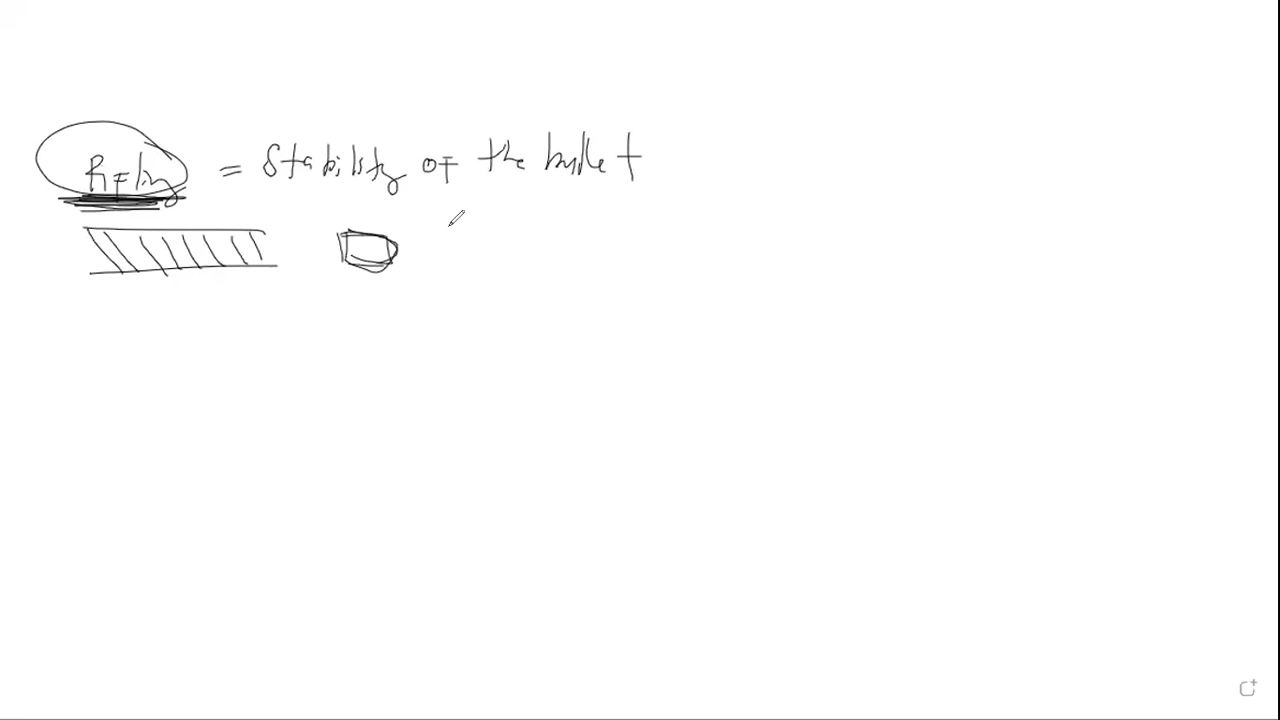 Rifling = Stability of the bullet